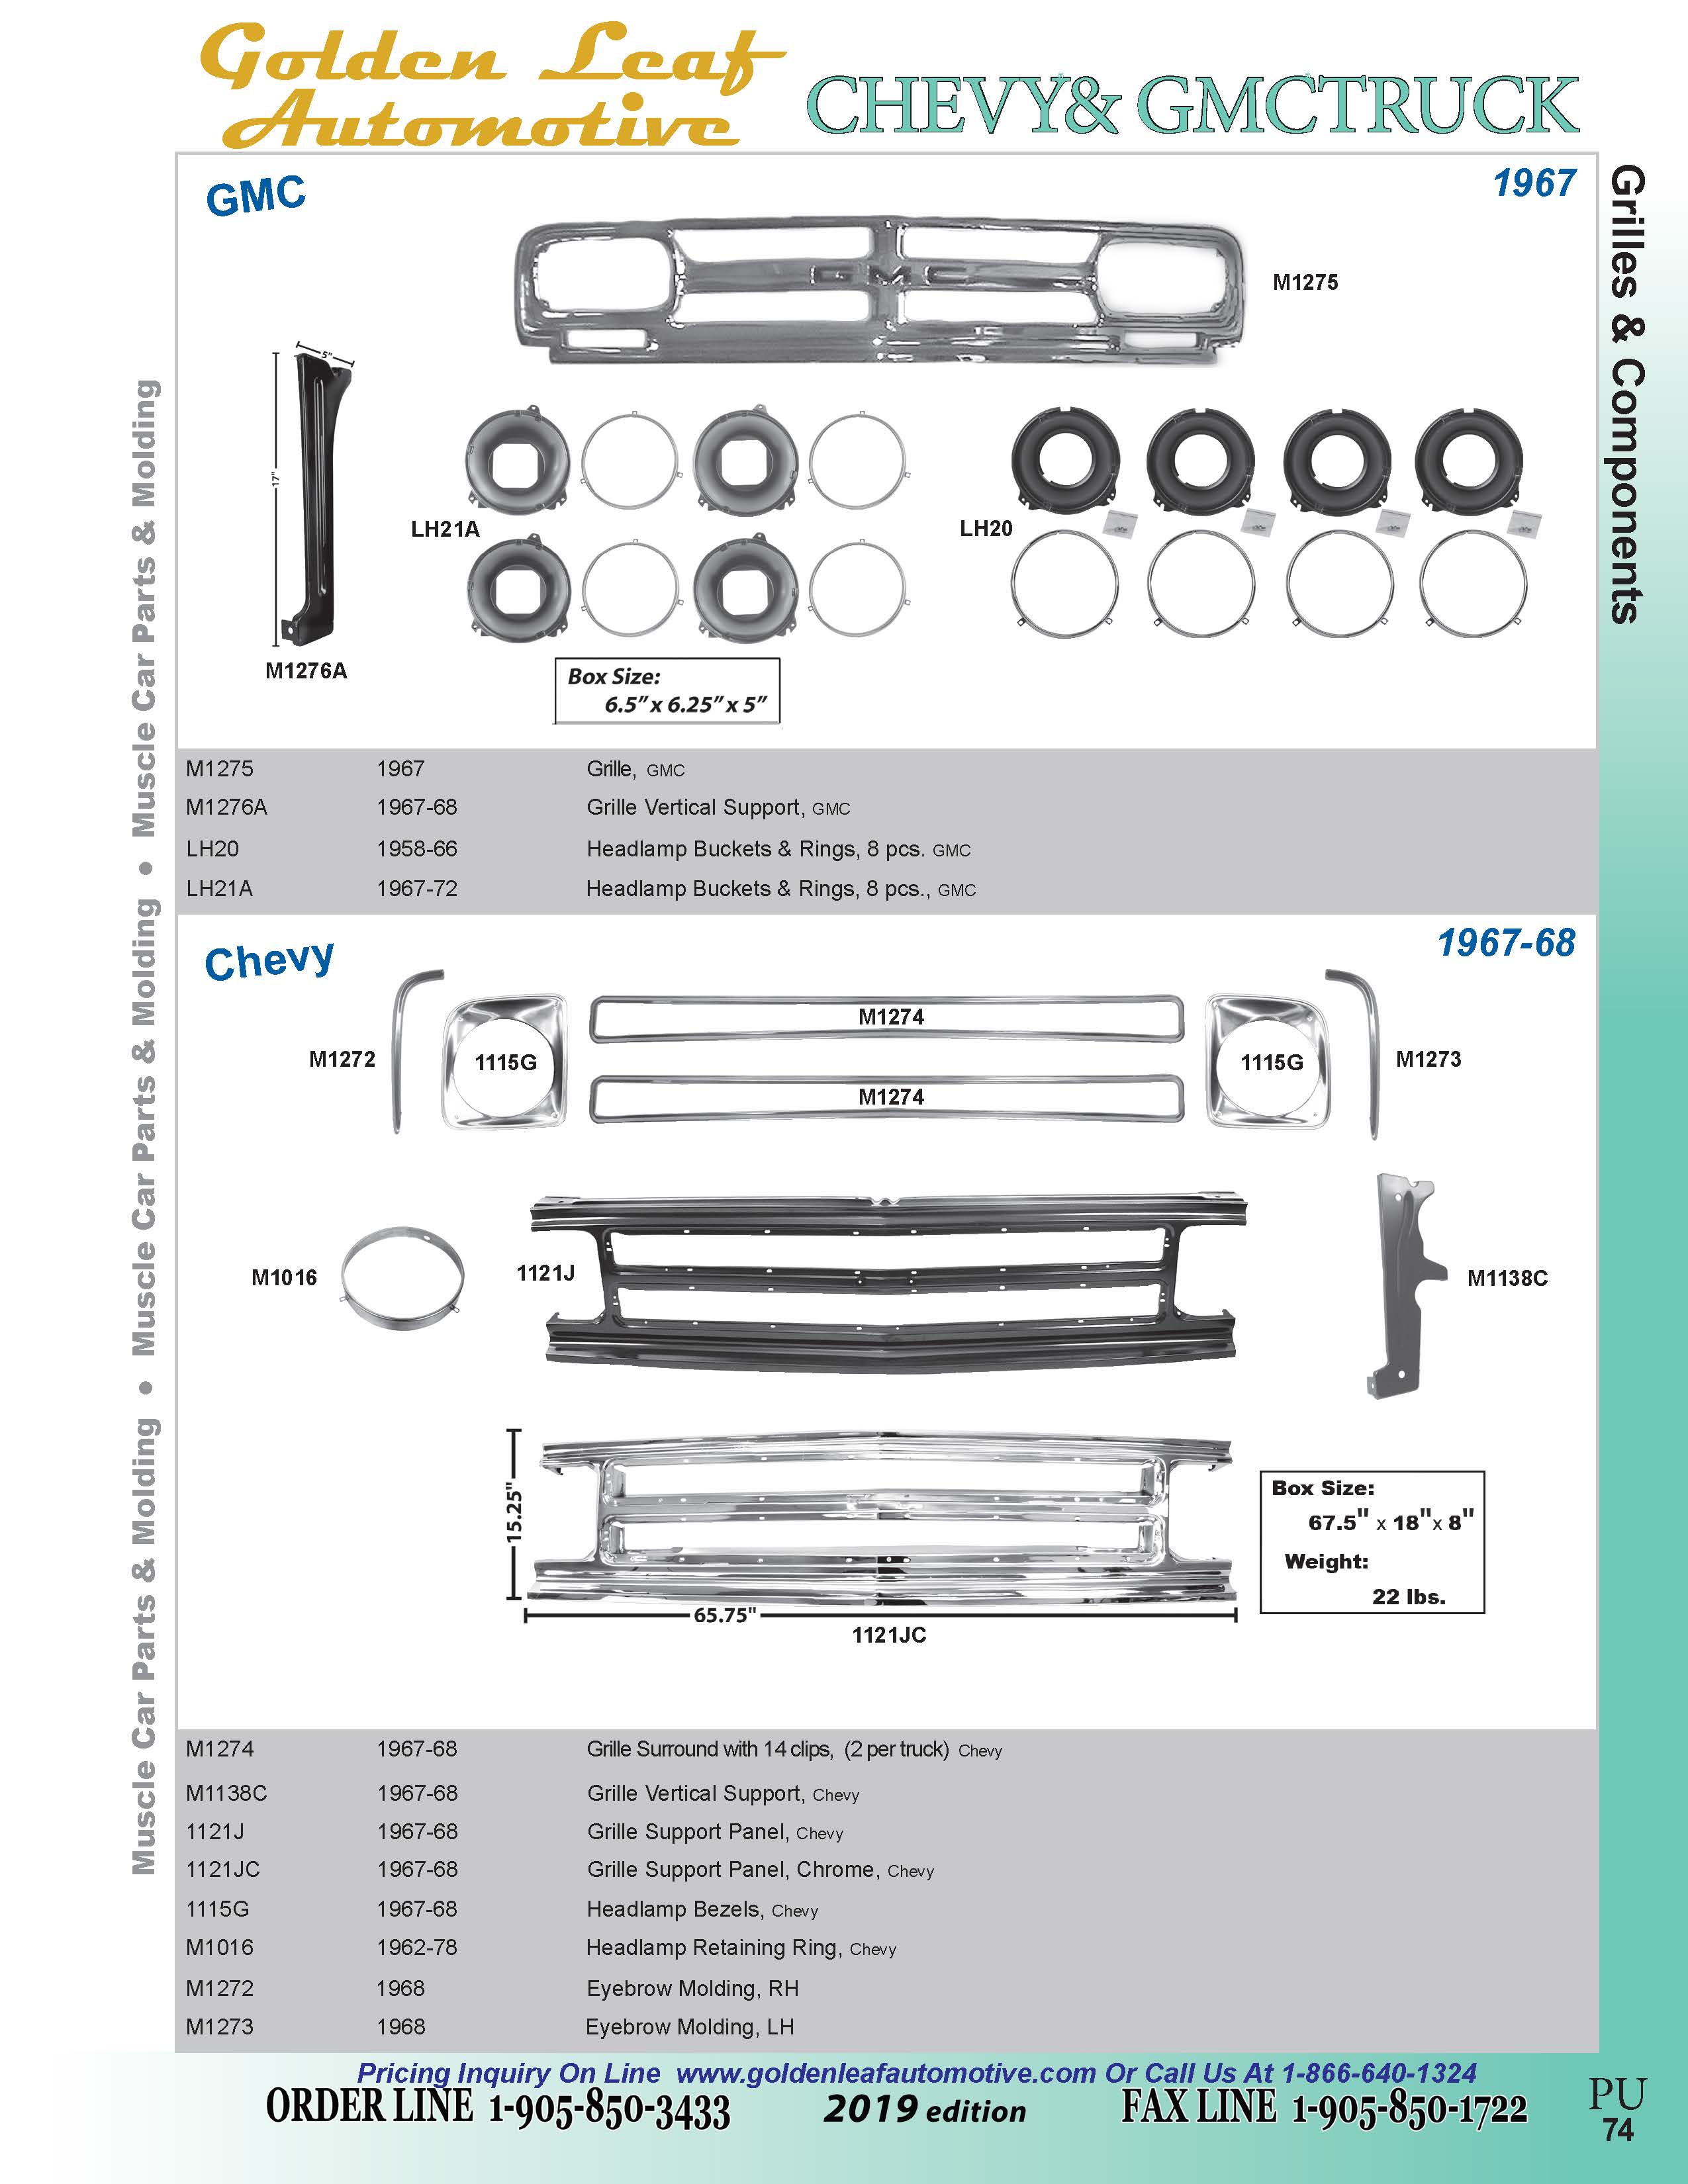 Golden Leaf
Automotive
CHEVY& GMCTRUCK
GMC
1967
Grilles & Components
Muscle Car Parts & Molding • Muscle Car Parts & Molding • Muscle Car Parts & Molding
GMC
M1275
5"
17"
LH21A
LH20
M1276A
Box Size:
6.5" x 6.25" x 5"
M1275 1967 Grille, GMC
M1276A 1967-68 Grille Vertical Support, GMC
LH20 1958-66 Headlamp Buckets & Rings, 8 pcs. GMC
LH21A 1967-72 Headlamp Buckets & Rings, 8 pcs., GMC
Chevy
1967-68
M1274
M1272
1115G
1115G
M1273
M1274
M1016
1121J
M1138C
15.25"
65.75"
1121JC
Box Size:
67.5" x 18"x 8"
Weight:
22 lbs.
M1274 1967-68 Grille Surround with 14 clips, (2 per truck) Chevy
M1138C 1967-68 Grille Vertical Support, Chevy
1121J 1967-68 Grille Support Panel, Chevy
1121JC 1967-68 Grille Support Panel, Chrome, Chevy
1115G 1967-68 Headlamp Bezels, Chevy
M1016 1962-78 Headlamp Retaining Ring, Chevy
M1272 1968 Eyebrow Molding, RH
M1273 1968 Eyebrow Molding, LH
Pricing Inquiry On Line www.goldenleafautomotive.com Or Call Us At 1-866-640-1324
ORDER LINE 1-905-850-3433 2019 edition FAX LINE 1-905-850-1722
PU
74